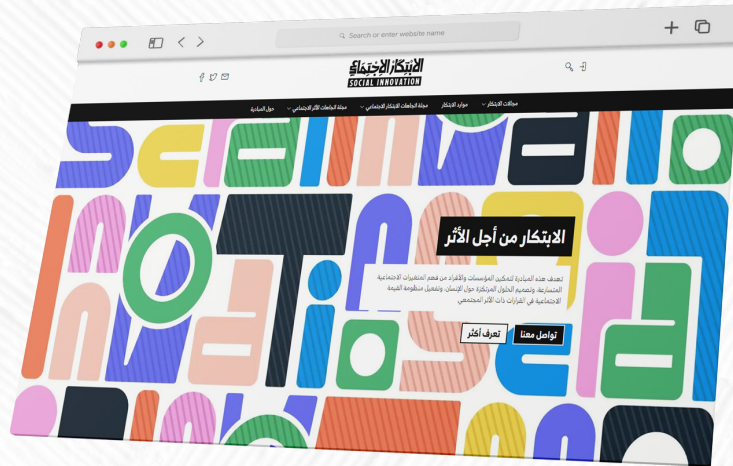 Search or enter website name
الابتكار الاجتماعي
SOCIAL INNOVATION
مجالات الابتكار
موارد الابتكار
مجلة اتجاهات الابتكار الاجتماعي
مجلة اتجاهات الأثر الاجتماعي
حول المبادرة
الابتكار من أجل الأثر
تهدف هذه المبادرة لتمكين المؤسسات والأفراد من فهم المتغيرات الاجتماعية
المتسارعة، وتصميم الحلول المرتكزة حول الإنسان، وتفعيل منظومة القيمة
الاجتماعية في القرارات ذات الأثر المجتمعي
تواصل معنا
تعرف أكثر